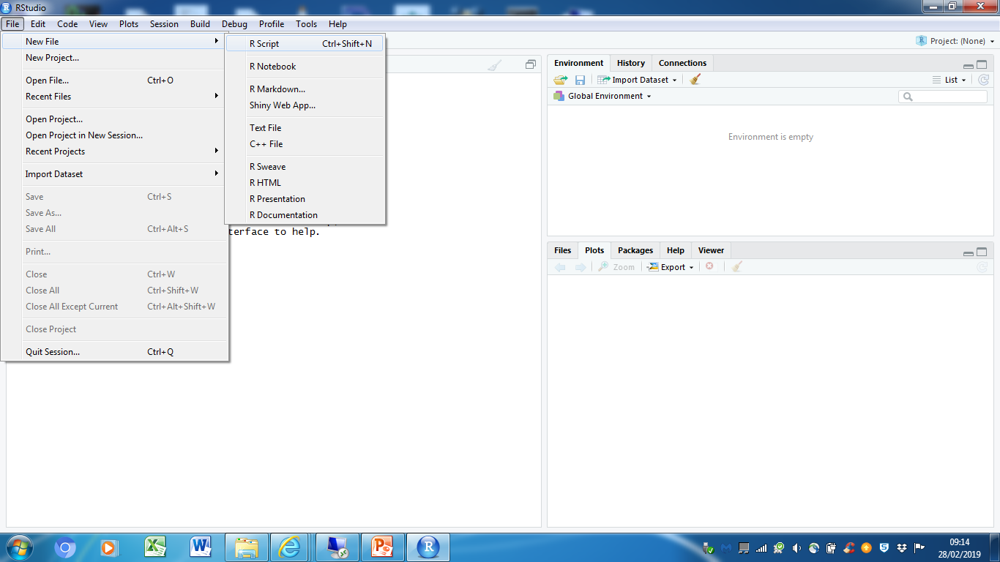 RStudio
File Edit Code View Plots Session Build Debug Profile Tools Help
Project: (None)
New File
New Project...
Open File... Ctrl+O
Recent Files
Open Project...
Open Project in New Session...
Recent Projects
Import Dataset
Save Ctrl+S
Save As...
Save All Ctrl+Alt+S
Print...
Close Ctrl+W
Close All Ctrl+Shift+W
Close All Except Current Ctrl+Alt+Shift+W
Close Project
Quit Session... Ctrl+Q
R Script Ctrl+Shift+N
R Notebook
R Markdown...
Shiny Web App...
Text File
C++ File
R Sweave
R HTML
R Presentation
R Documentation
terface to help.
Environment History Connections
Import Dataset List
Global Environment
Environment is empty
Files Plots Packages Help Viewer
Zoom Export
09:14
28/02/2019